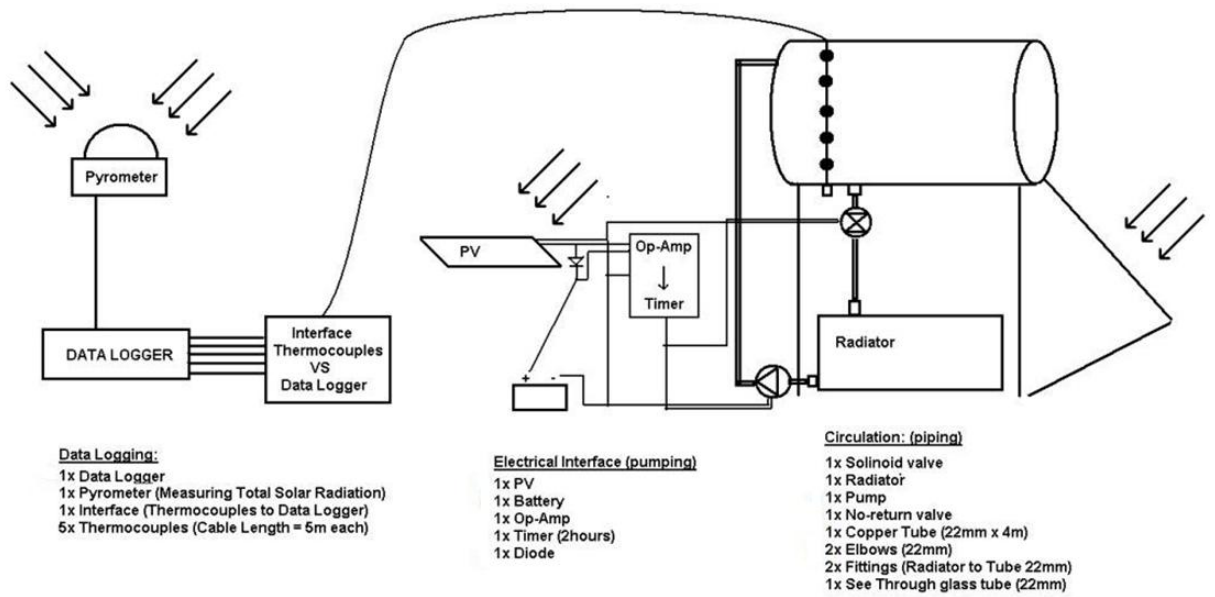 Pyrometer
PV
Op-Amp
Timer
DATA LOGGER
Interface
Thermocouples
VS
Data Logger
Radiator
+ -
Data Logging:
1x Data Logger
1x Pyrometer (Measuring Total Solar Radiation)
1x Interface (Thermocouples to Data Logger)
5x Thermocouples (Cable Length = 5m each)
Electrical Interface (pumping)
1x PV
1x Battery
1x Op-Amp
1x Timer (2hours)
1x Diode
Circulation: (piping)
1x Solinoid valve
1x Radiator
1x Pump
1x No-return valve
1x Copper Tube (22mm x 4m)
2x Elbows (22mm)
2x Fittings (Radiator to Tube 22mm)
1x See Through glass tube (22mm)